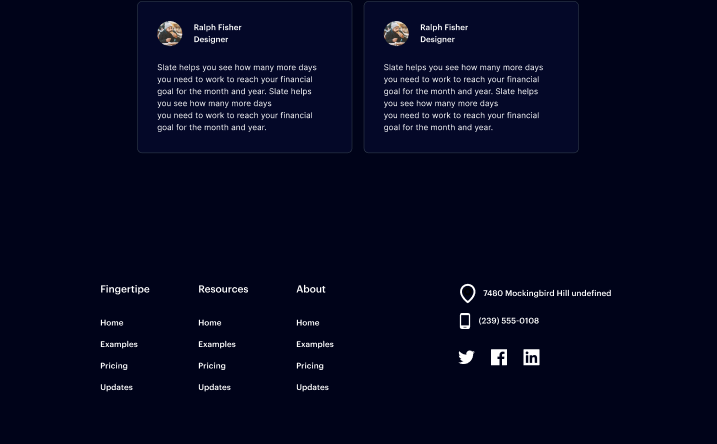 Ralph Fisher
Designer
Slate helps you see how many more days
you need to work to reach your financial
goal for the month and year. Slate helps
you see how many more days
you need to work to reach your financial
goal for the month and year.
Ralph Fisher
Designer
Slate helps you see how many more days
you need to work to reach your financial
goal for the month and year. Slate helps
you see how many more days
you need to work to reach your financial
goal for the month and year.
Fingertipe
Home
Examples
Pricing
Updates
Resources
Home
Examples
Pricing
Updates
About
Home
Examples
Pricing
Updates
7480 Mockingbird Hill undefined
(239) 555-0108